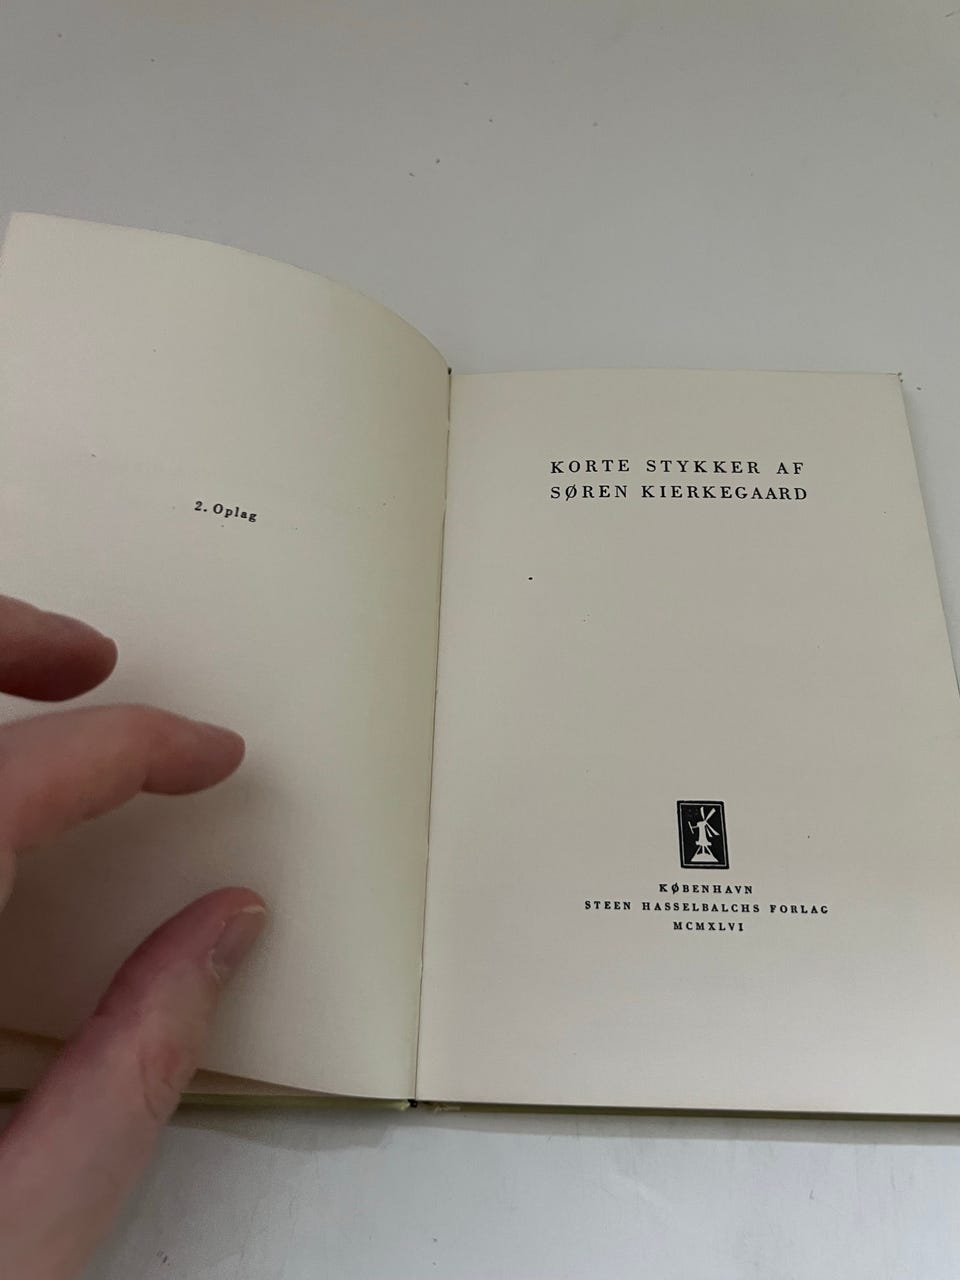 2. Oplag
KORTE STYKKER AF
SØREN KIERKEGAARD
KØBENHAVN
STEEN HASSELBALCHS FORLAG
MCMXLVI